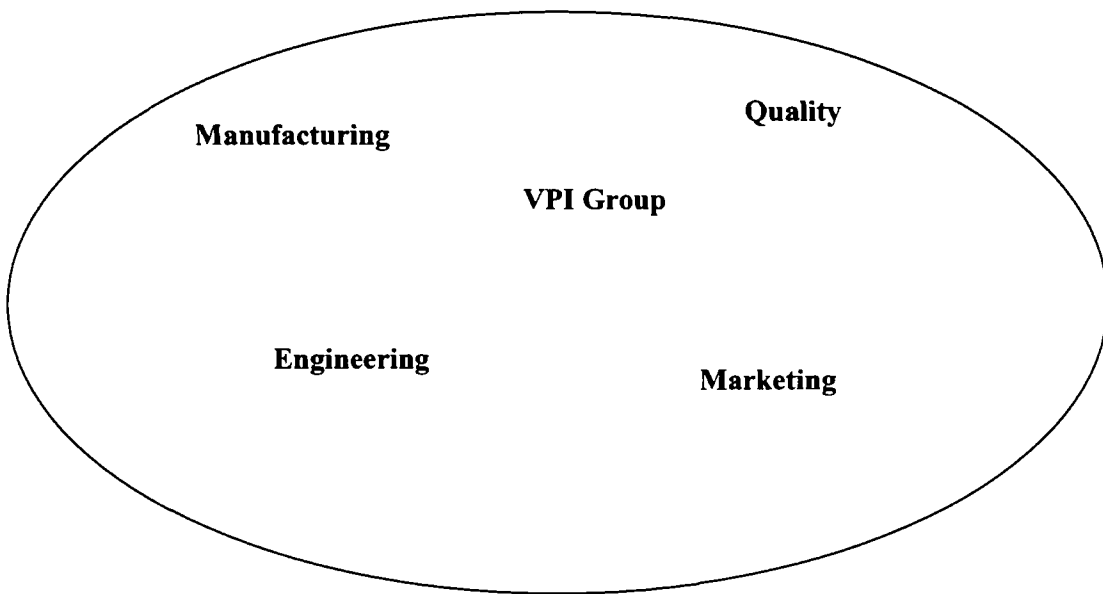 Quality
Manufacturing
VPI Group
Engineering
Marketing